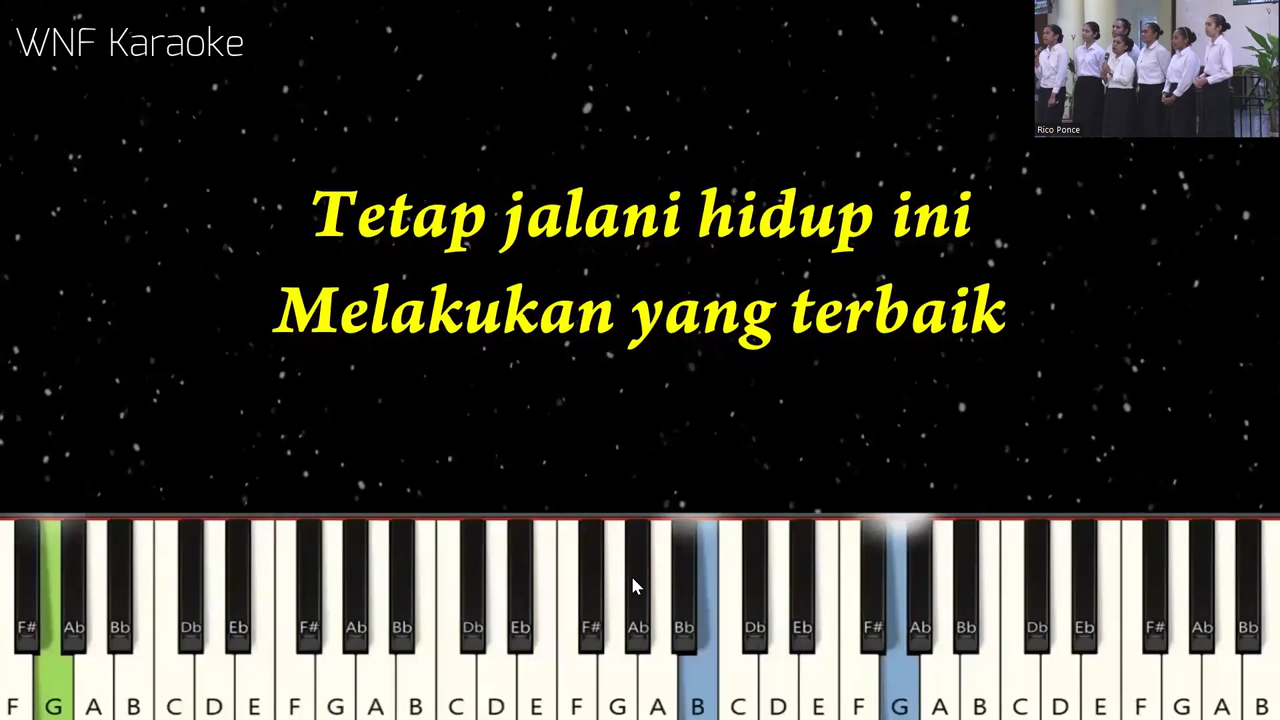 WNF Karaoke
Rico Ponce
Tetap jalani hidup ini
Melakukan yang terbaik
F# Ab Bb Db Eb F# Ab Bb Db Eb F# Ab Bb Db Eb F# Ab Bb Db Eb F# Ab Bb
F G A B C D E F G A B C D E F G A B C D E F G A B C D E F G A B